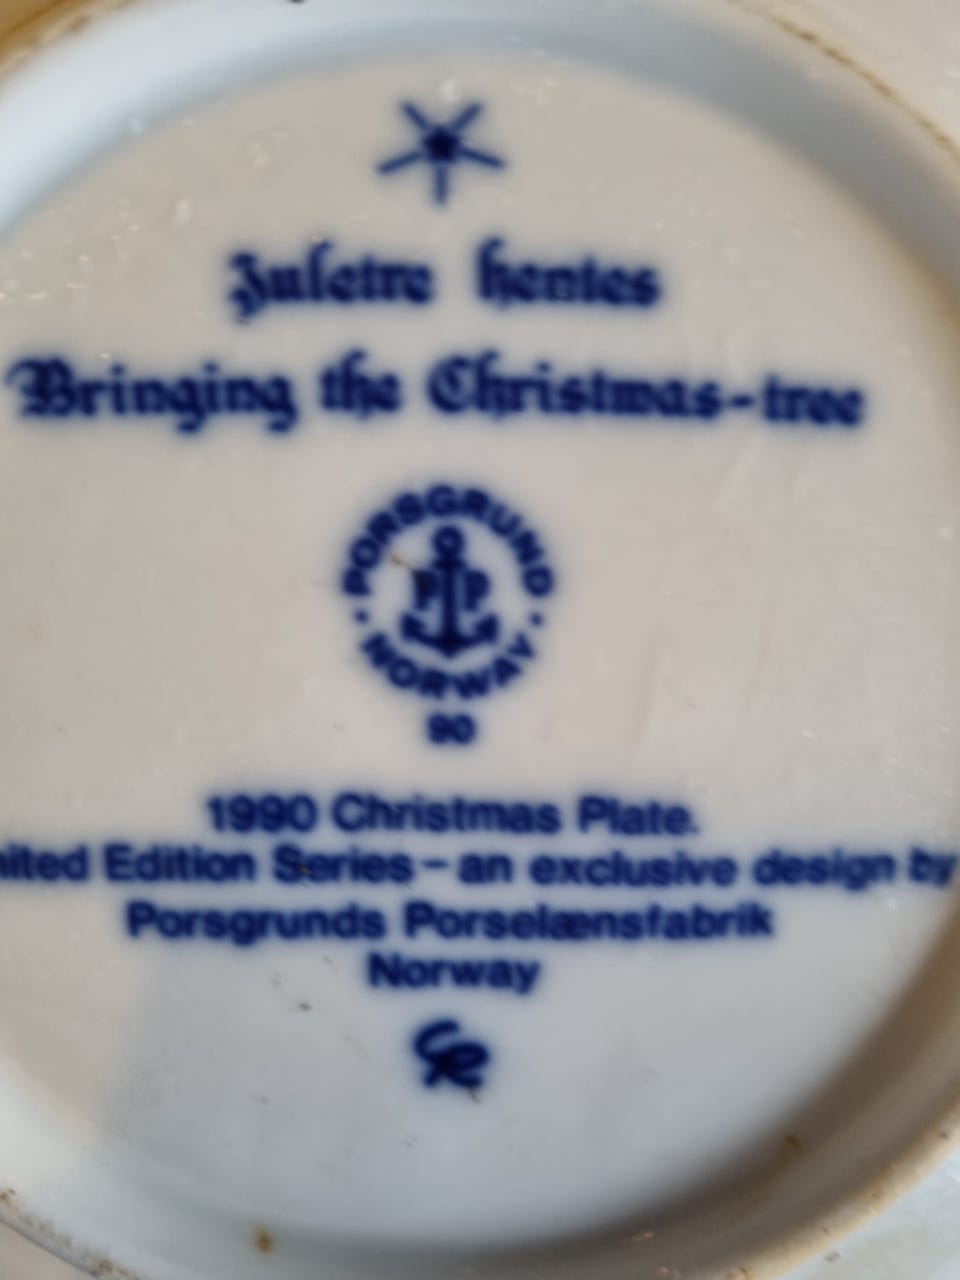 Juletre hentes
Bringing the Christmas-tree
PORSGRUND
P P
NORWAY
90
1990 Christmas Plate.
Edition Series - an exclusive design by
Porsgrunds Porselænsfabrik
Norway